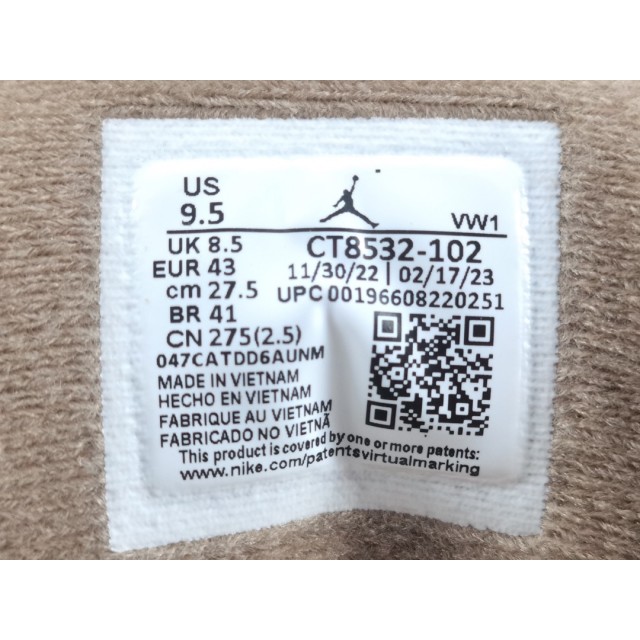 US
9.5
VW1
UK 8.5
CT8532-102
EUR 43
11/30/22 | 02/17/23
cm 27.5
UPC 00196608220251
BR 41
CN 275(2.5)
047CATDD6AUNM
MADE IN VIETNAM
HECHO EN VIETNAM
FABRIQUE AU VIETNAM
FABRICADO NO VIETNÃ
This product is covered by one or more patents:
www.nike.com/patentsvirtualmarking